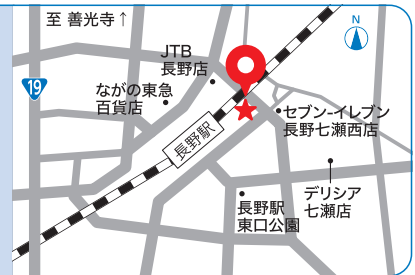 至 善光寺↑
N
JTB
長野店
19
ながの東急
百貨店
セブン-イレブン
長野七瀬西店
長野駅
デリシア
七瀬店
長野駅
東口公園